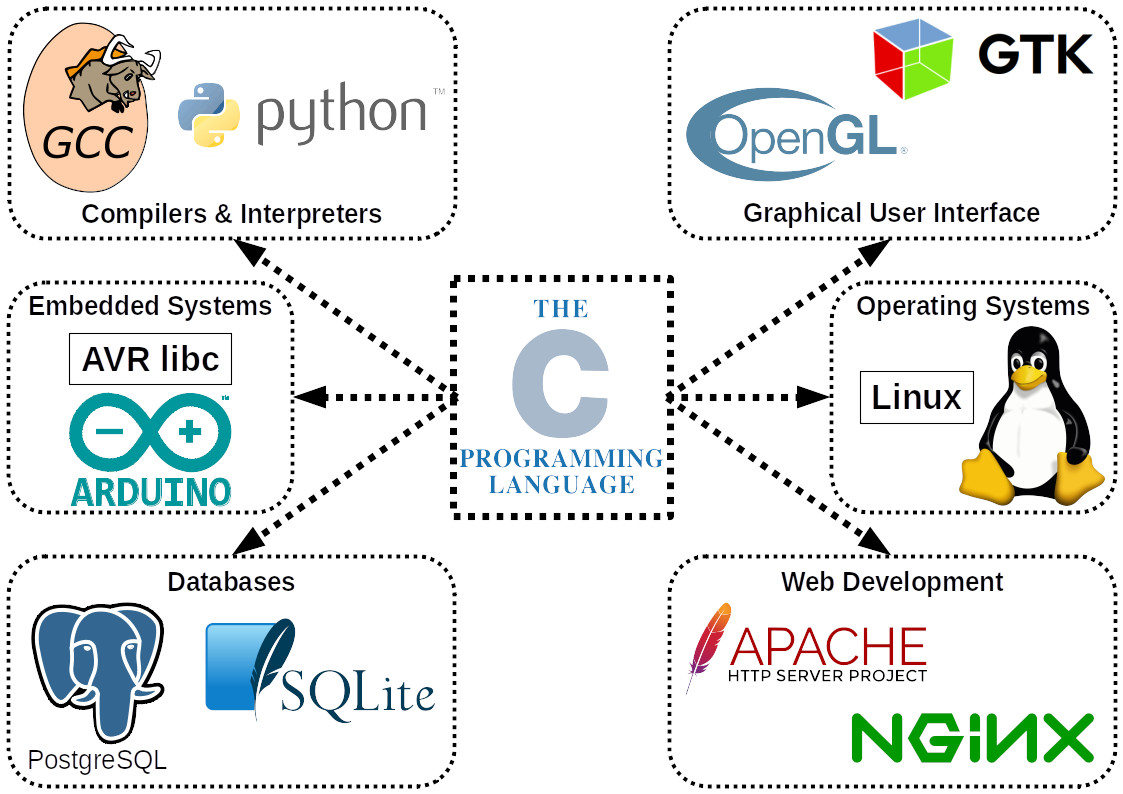 GCC
python™
Compilers & Interpreters
GTK
OpenGL®
Graphical User Interface
Embedded Systems
AVR libc
™
ARDUINO
THE
C
PROGRAMMING
LANGUAGE
Operating Systems
Linux
Databases
PostgreSQL
SQLite
Web Development
APACHE
HTTP SERVER PROJECT
NGiNX